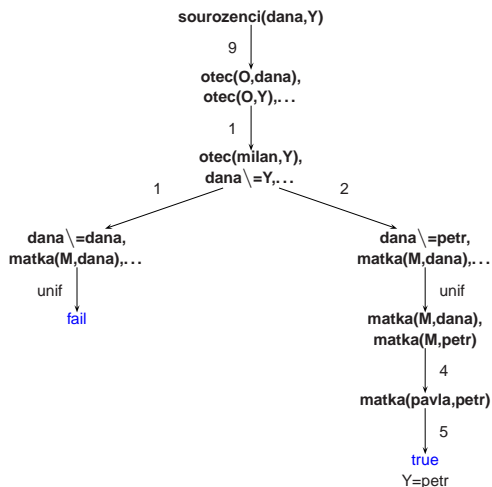 sourozenci(dana,Y)
9
otec(O,dana),
otec(O,Y),...
1
otec(milan,Y),
dana\=Y,...
1
2
dana\=dana,
matka(M,dana),...
dana\=petr,
matka(M,dana),...
unif
unif
fail
matka(M,dana),
matka(M,petr)
4
matka(pavla,petr)
5
true
Y=petr